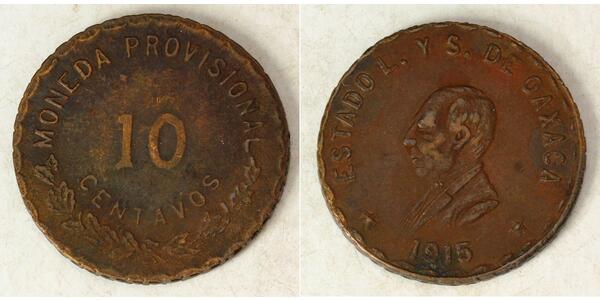 MONEDA PROVISIONAL
10
CENTAVOS
ESTADO L. Y S. DE OAXACA
1915